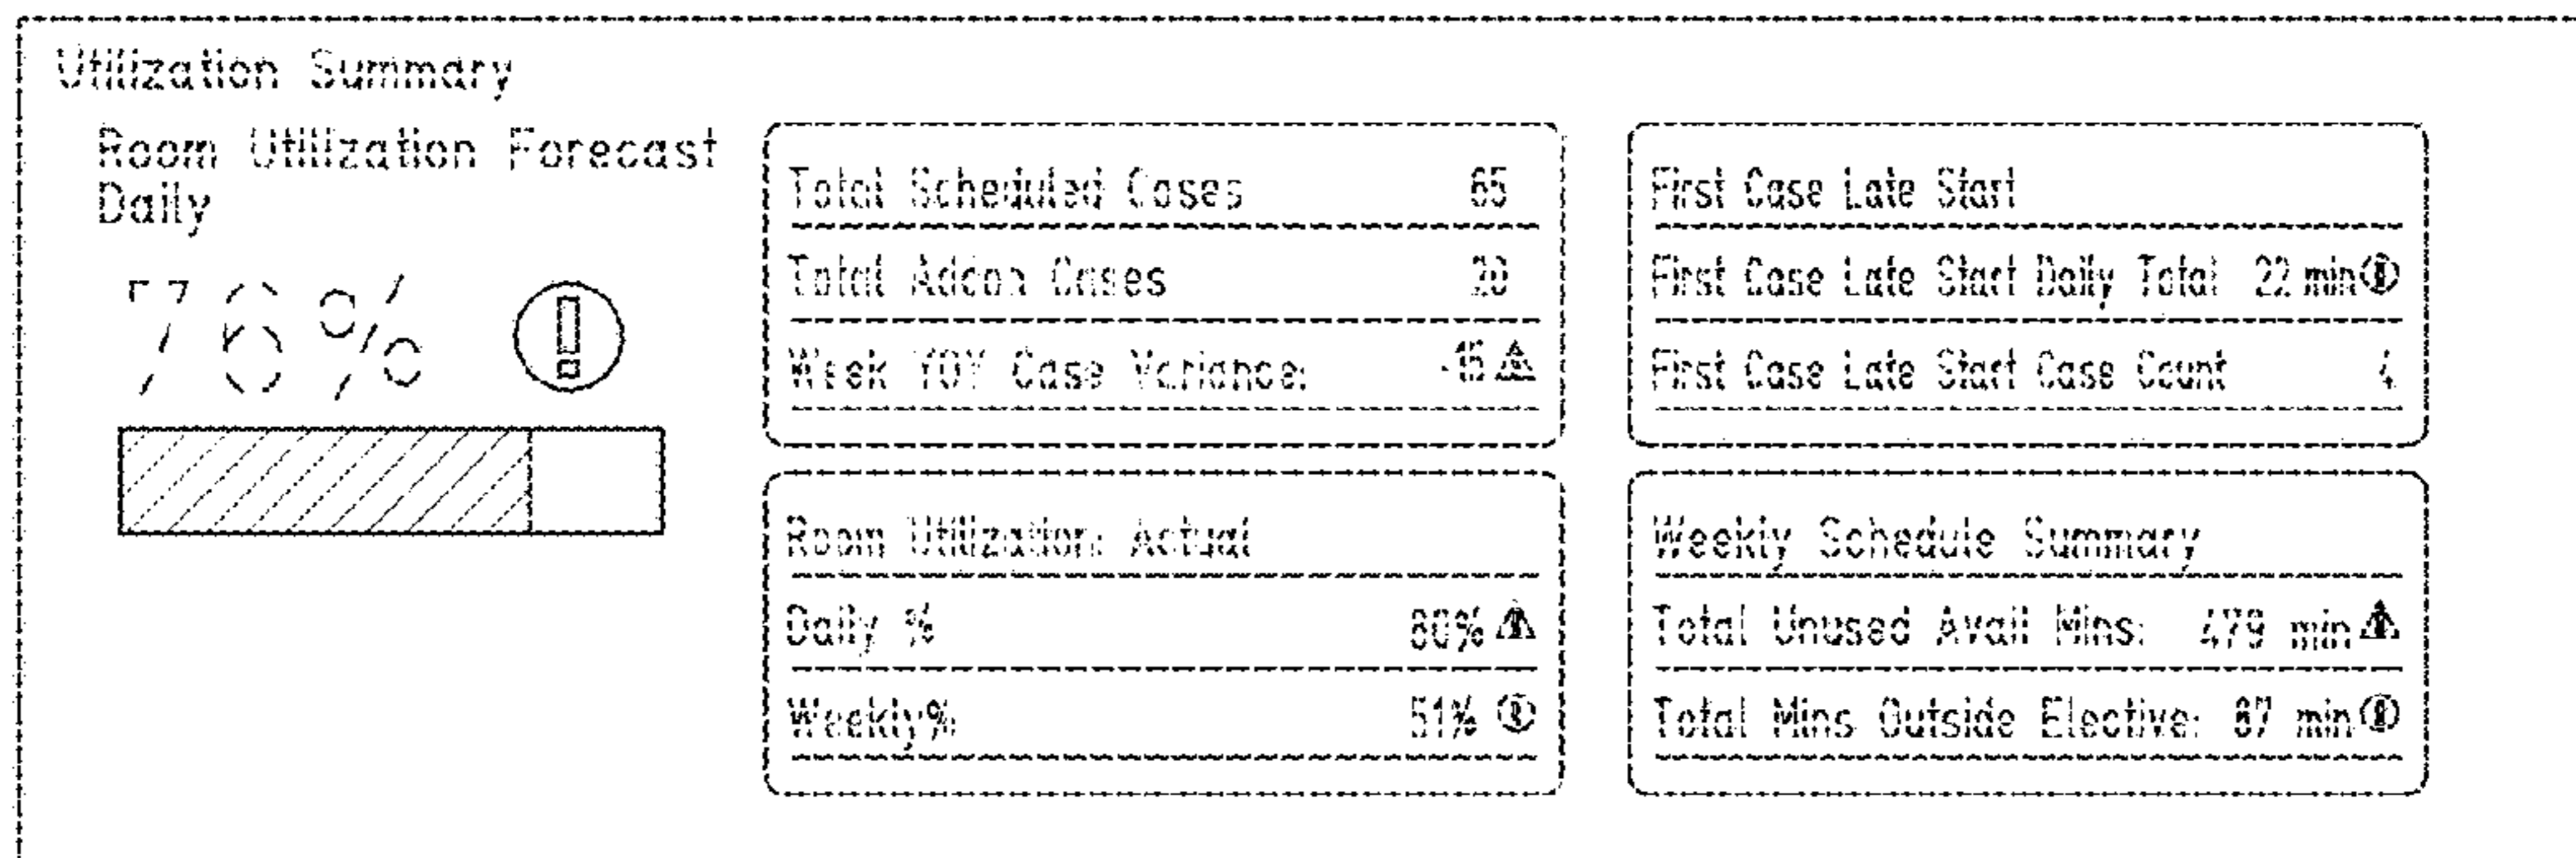 Utilization Summary
Room Utilization Forecast
Daily
76%
Total Scheduled Cases 65
Total Addon Cases 20
Week YOY Case Variance: -15
First Case Late Start
First Case Late Start Daily Total 22 min
First Case Late Start Case Count 4
Room Utilization: Actual
Daily % 80%
Weekly% 51%
Weekly Schedule Summary
Total Unused Avail Mins: 479 min
Total Mins Outside Elective: 87 min